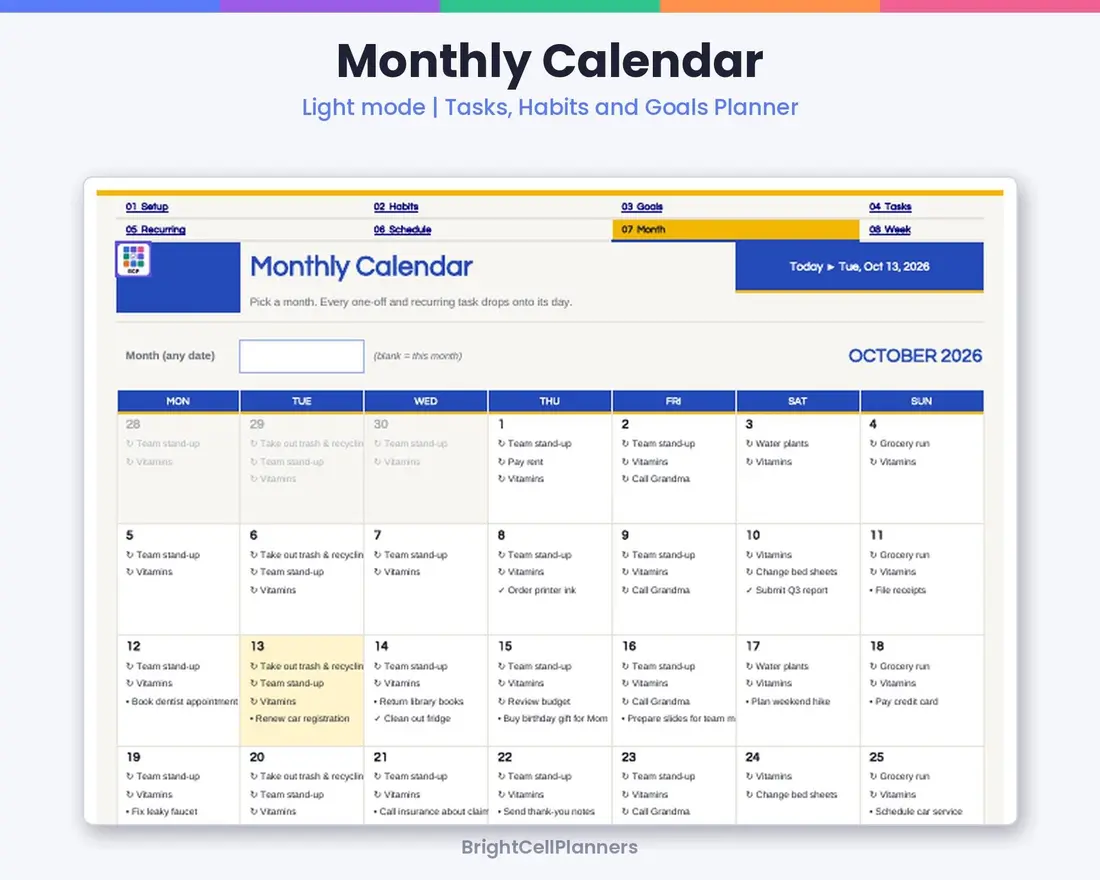 Monthly Calendar
Light mode | Tasks, Habits and Goals Planner
01 Setup 02 Habits 03 Goals 04 Tasks
05 Recurring 06 Schedule 07 Month 08 Week
BCP
Monthly Calendar
Today ► Tue, Oct 13, 2026
Pick a month. Every one-off and recurring task drops onto its day.
Month (any date) (blank = this month) OCTOBER 2026
MON TUE WED THU FRI SAT SUN
28 29 30 1 2 3 4
↻ Team stand-up ↻ Take out trash & recyclin ↻ Team stand-up ↻ Team stand-up ↻ Team stand-up ↻ Water plants ↻ Grocery run
↻ Vitamins ↻ Team stand-up ↻ Vitamins ↻ Pay rent ↻ Vitamins ↻ Vitamins ↻ Vitamins
↻ Vitamins ↻ Vitamins ↻ Call Grandma
5 6 7 8 9 10 11
↻ Team stand-up ↻ Take out trash & recyclin ↻ Team stand-up ↻ Team stand-up ↻ Team stand-up ↻ Vitamins ↻ Grocery run
↻ Vitamins ↻ Team stand-up ↻ Vitamins ↻ Vitamins ↻ Vitamins ↻ Change bed sheets ↻ Vitamins
↻ Vitamins ✓ Order printer ink ↻ Call Grandma ✓ Submit Q3 report • File receipts
12 13 14 15 16 17 18
↻ Team stand-up ↻ Take out trash & recyclin ↻ Team stand-up ↻ Team stand-up ↻ Team stand-up ↻ Water plants ↻ Grocery run
↻ Vitamins ↻ Team stand-up ↻ Vitamins ↻ Vitamins ↻ Vitamins ↻ Vitamins ↻ Vitamins
• Book dentist appointment ↻ Vitamins • Return library books ↻ Review budget ↻ Call Grandma • Plan weekend hike • Pay credit card
• Renew car registration ✓ Clean out fridge • Buy birthday gift for Mom • Prepare slides for team m
19 20 21 22 23 24 25
↻ Team stand-up ↻ Take out trash & recyclin ↻ Team stand-up ↻ Team stand-up ↻ Team stand-up ↻ Vitamins ↻ Grocery run
↻ Vitamins ↻ Team stand-up ↻ Vitamins ↻ Vitamins ↻ Vitamins ↻ Change bed sheets ↻ Vitamins
• Fix leaky faucet ↻ Vitamins • Call insurance about claim • Send thank-you notes ↻ Call Grandma • Schedule car service
BrightCellPlanners